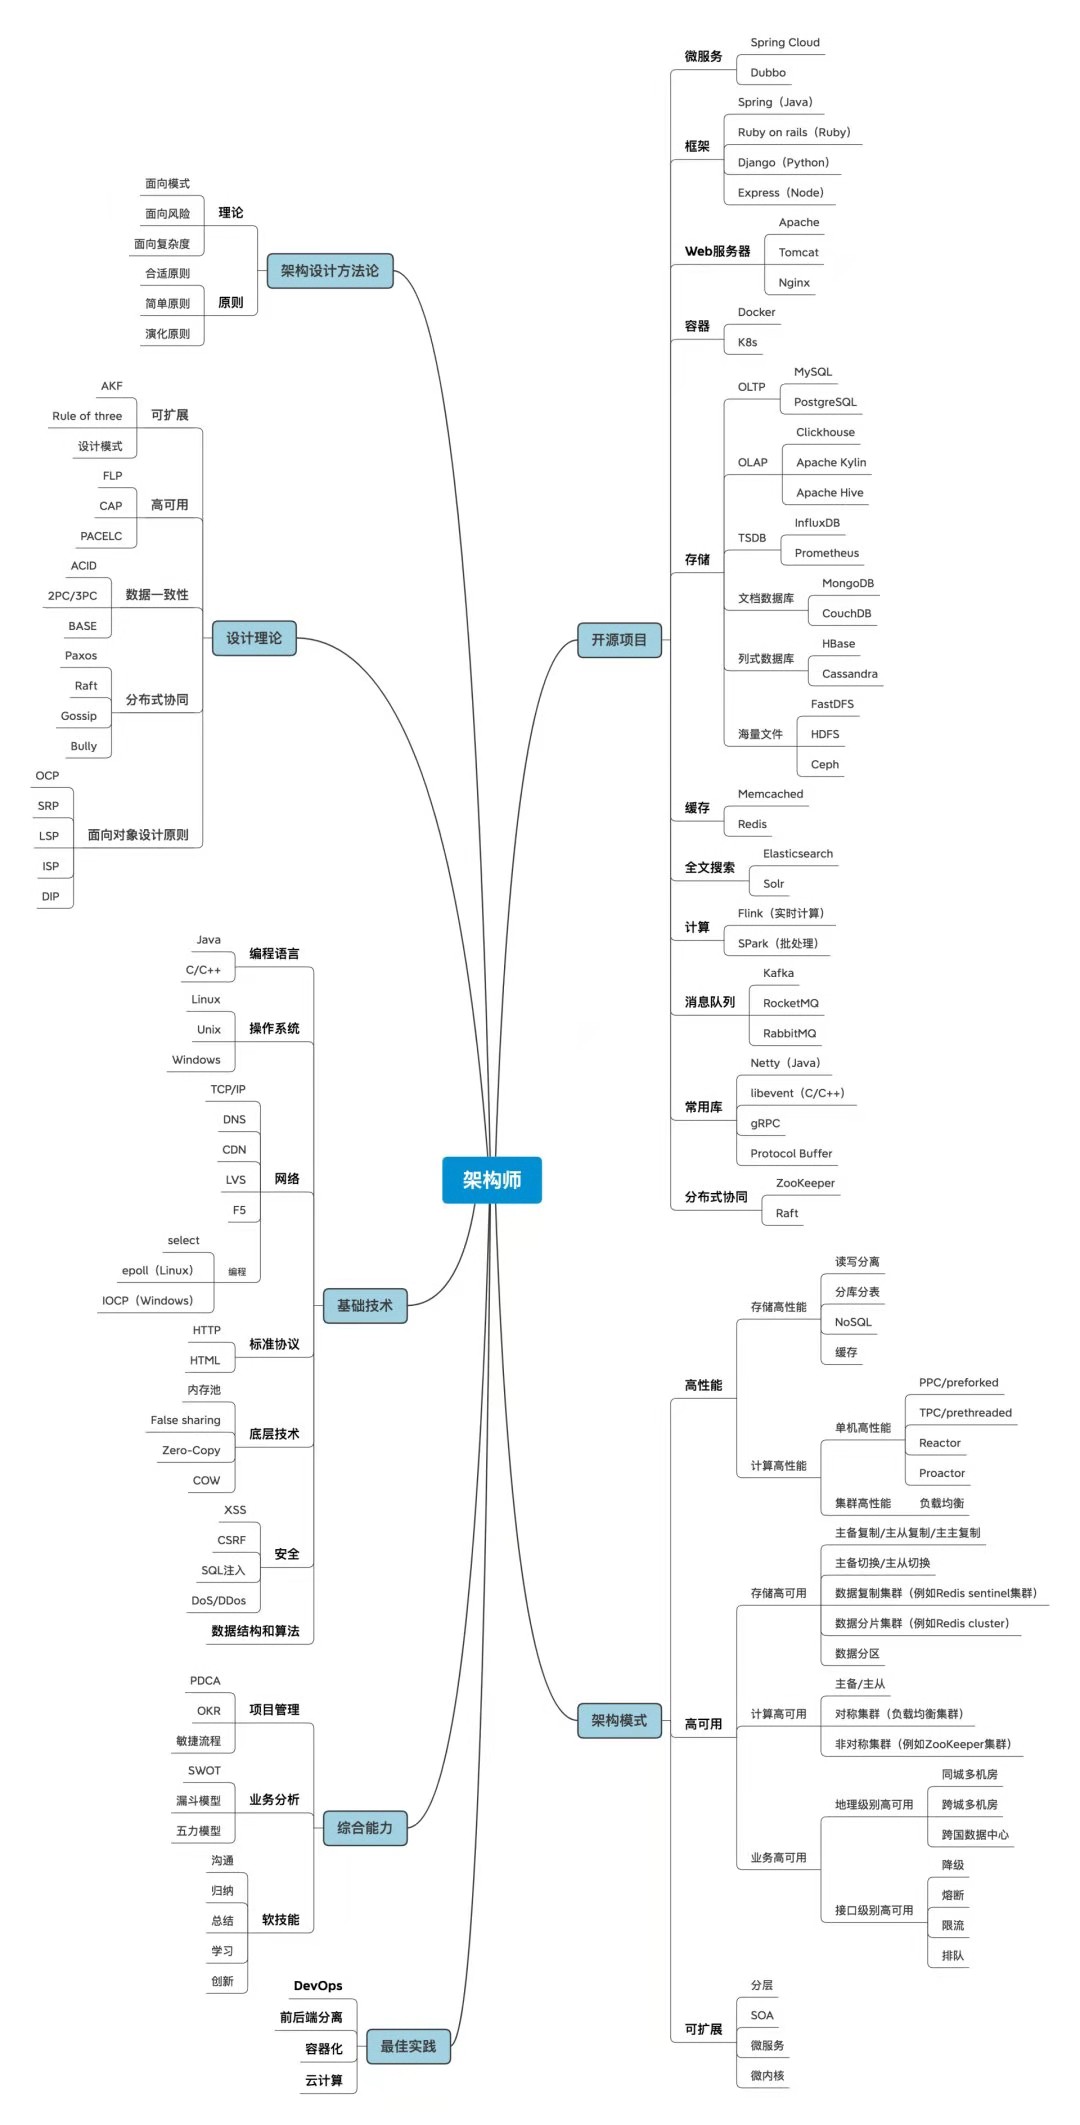 架构师
架构设计方法论
理论
面向模式
面向风险
面向复杂度
原则
合适原则
简单原则
演化原则
设计理论
可扩展
AKF
Rule of three
设计模式
高可用
FLP
CAP
PACELC
数据一致性
ACID
2PC/3PC
BASE
分布式协同
Paxos
Raft
Gossip
Bully
面向对象设计原则
OCP
SRP
LSP
ISP
DIP
基础技术
编程语言
Java
C/C++
操作系统
Linux
Unix
Windows
网络
TCP/IP
DNS
CDN
LVS
F5
编程
select
epoll（Linux）
IOCP（Windows）
标准协议
HTTP
HTML
底层技术
内存池
False sharing
Zero-Copy
COW
安全
XSS
CSRF
SQL注入
DoS/DDos
数据结构和算法
综合能力
项目管理
PDCA
OKR
敏捷流程
业务分析
SWOT
漏斗模型
五力模型
软技能
沟通
归纳
总结
学习
创新
最佳实践
DevOps
前后端分离
容器化
云计算
开源项目
微服务
Spring Cloud
Dubbo
框架
Spring（Java）
Ruby on rails（Ruby）
Django（Python）
Express（Node）
Web服务器
Apache
Tomcat
Nginx
容器
Docker
K8s
存储
OLTP
MySQL
PostgreSQL
OLAP
Clickhouse
Apache Kylin
Apache Hive
TSDB
InfluxDB
Prometheus
文档数据库
MongoDB
CouchDB
列式数据库
HBase
Cassandra
海量文件
FastDFS
HDFS
Ceph
缓存
Memcached
Redis
全文搜索
Elasticsearch
Solr
计算
Flink（实时计算）
SPark（批处理）
消息队列
Kafka
RocketMQ
RabbitMQ
常用库
Netty（Java）
libevent（C/C++）
gRPC
Protocol Buffer
分布式协同
ZooKeeper
Raft
架构模式
高性能
存储高性能
读写分离
分库分表
NoSQL
缓存
计算高性能
单机高性能
PPC/preforked
TPC/prethreaded
Reactor
Proactor
集群高性能
负载均衡
高可用
存储高可用
主备复制/主从复制/主主复制
主备切换/主从切换
数据复制集群（例如Redis sentinel集群）
数据分片集群（例如Redis cluster）
数据分区
计算高可用
主备/主从
对称集群（负载均衡集群）
非对称集群（例如ZooKeeper集群）
业务高可用
地理级别高可用
同城多机房
跨城多机房
跨国数据中心
接口级别高可用
降级
熔断
限流
排队
可扩展
分层
SOA
微服务
微内核